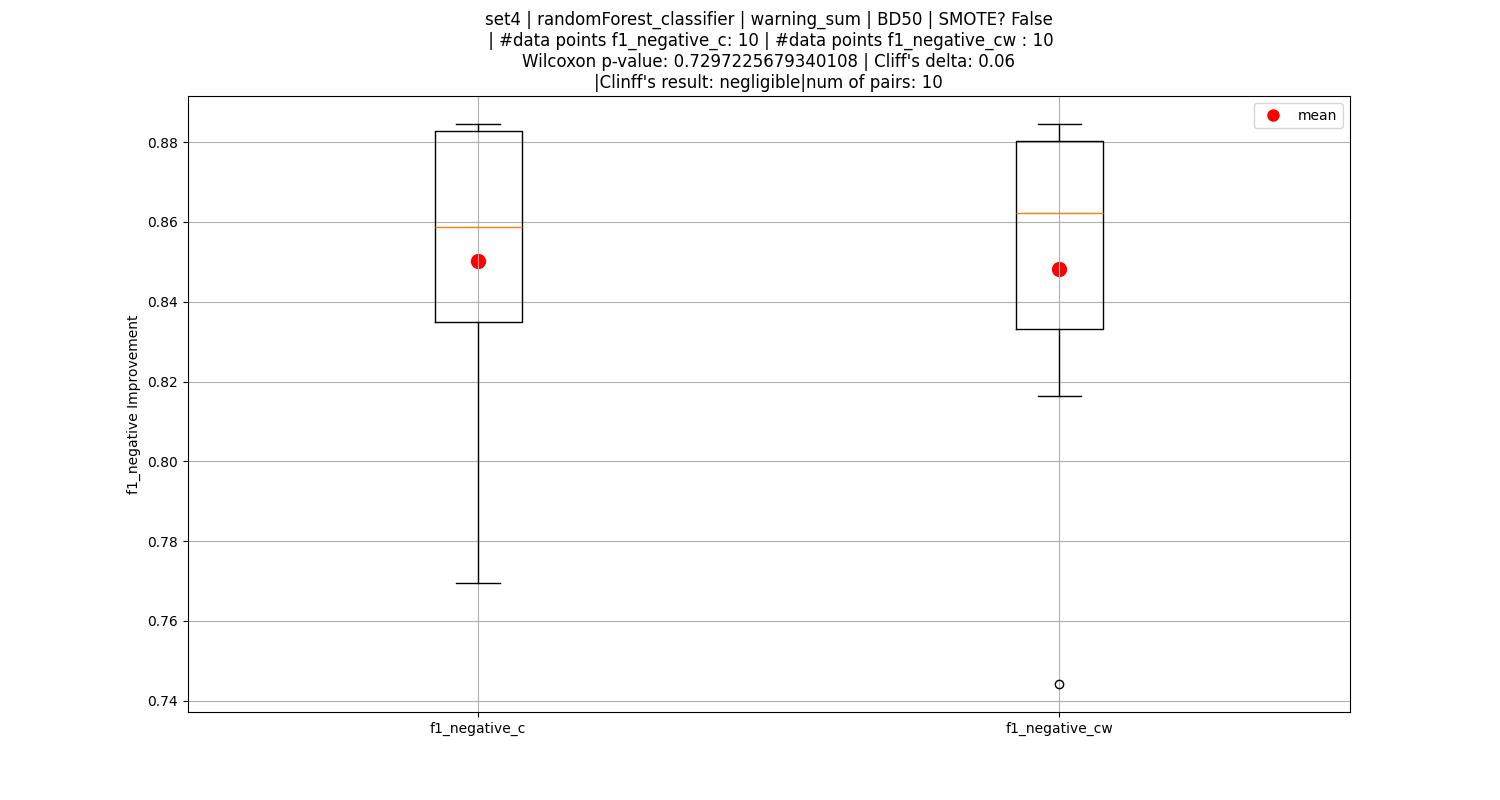 set4 | randomForest_classifier | warning_sum | BD50 | SMOTE? False
| #data points f1_negative_c: 10 | #data points f1_negative_cw : 10
Wilcoxon p-value: 0.7297225679340108 | Cliff's delta: 0.06
|Clinff's result: negligible|num of pairs: 10
mean
0.88
0.86
0.84
0.82
0.80
0.78
0.76
0.74
f1_negative Improvement
f1_negative_c
f1_negative_cw